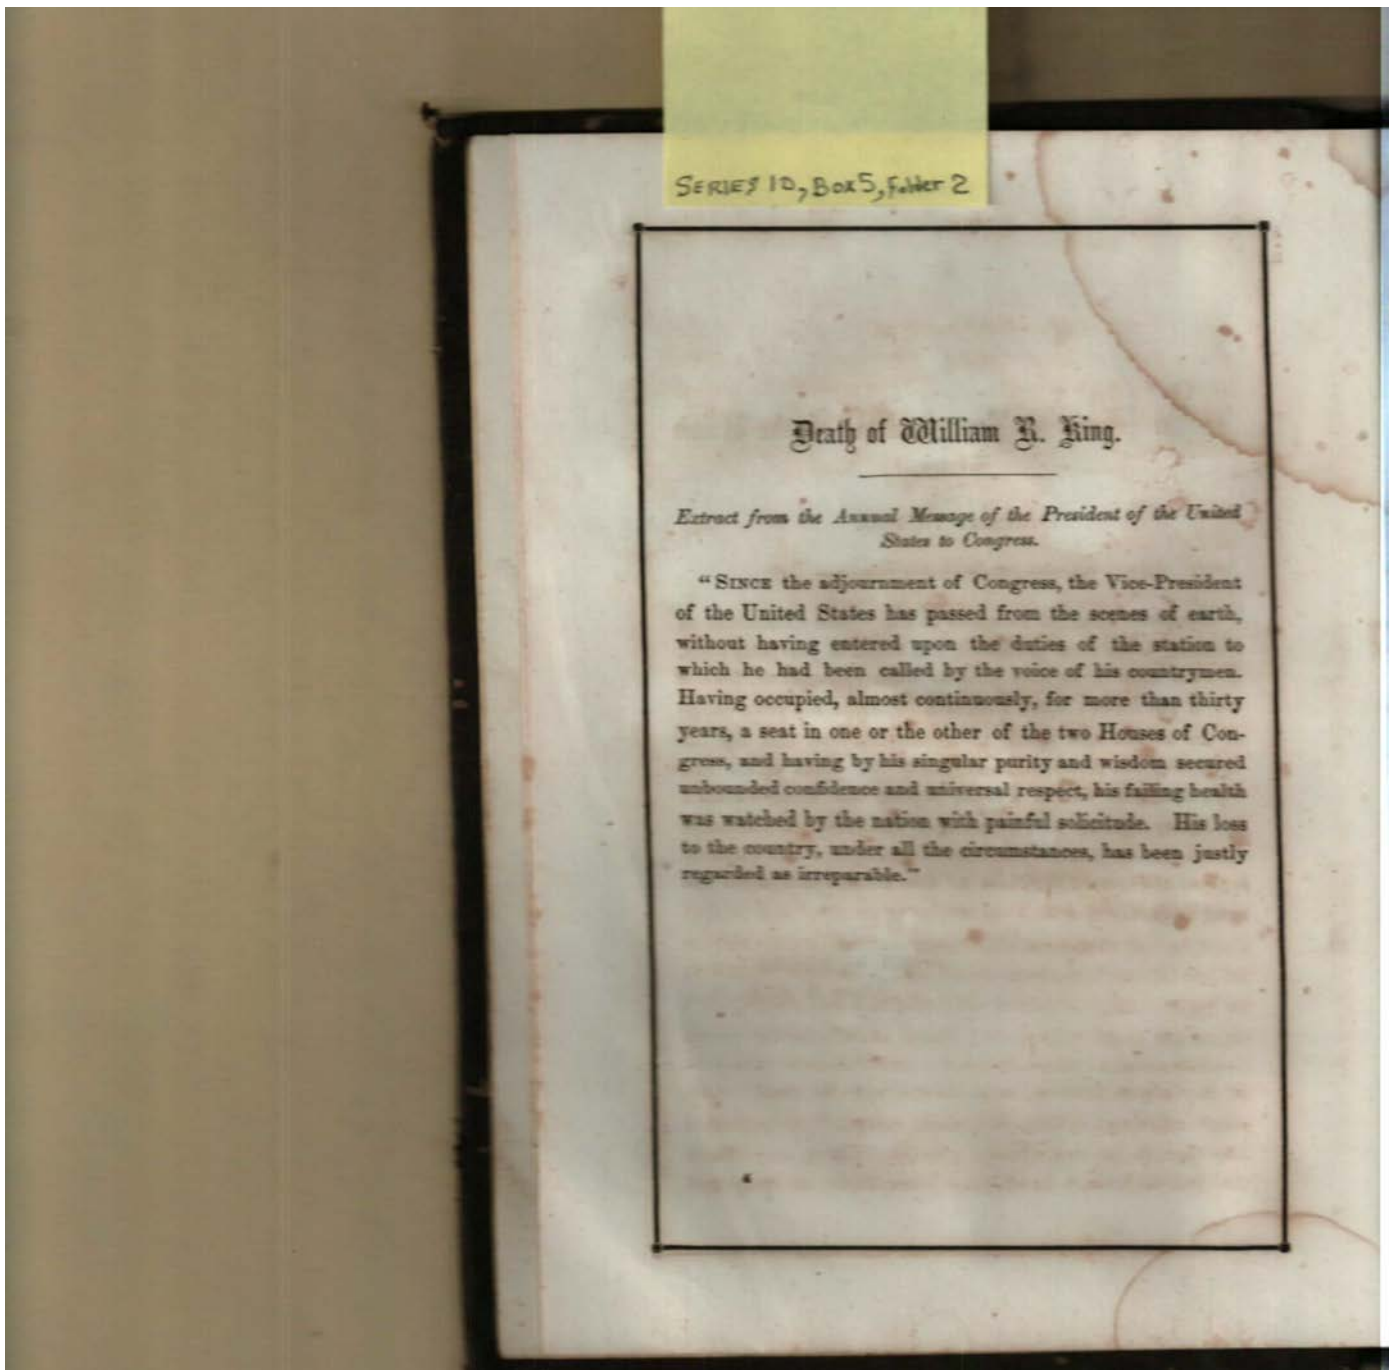 SERIES 1D, Box 5, Folder 2
Death of William R. King.
Extract from the Annual Message of the President of the United
States to Congress.
"SINCE the adjournment of Congress, the Vice-President
of the United States has passed from the scenes of earth,
without having entered upon the duties of the station to
which he had been called by the voice of his countrymen.
Having occupied, almost continuously, for more than thirty
years, a seat in one or the other of the two Houses of Con-
gress, and having by his singular purity and wisdom secured
unbounded confidence and universal respect, his failing health
was watched by the nation with painful solicitude. His loss
to the country, under all the circumstances, has been justly
regarded as irreparable."